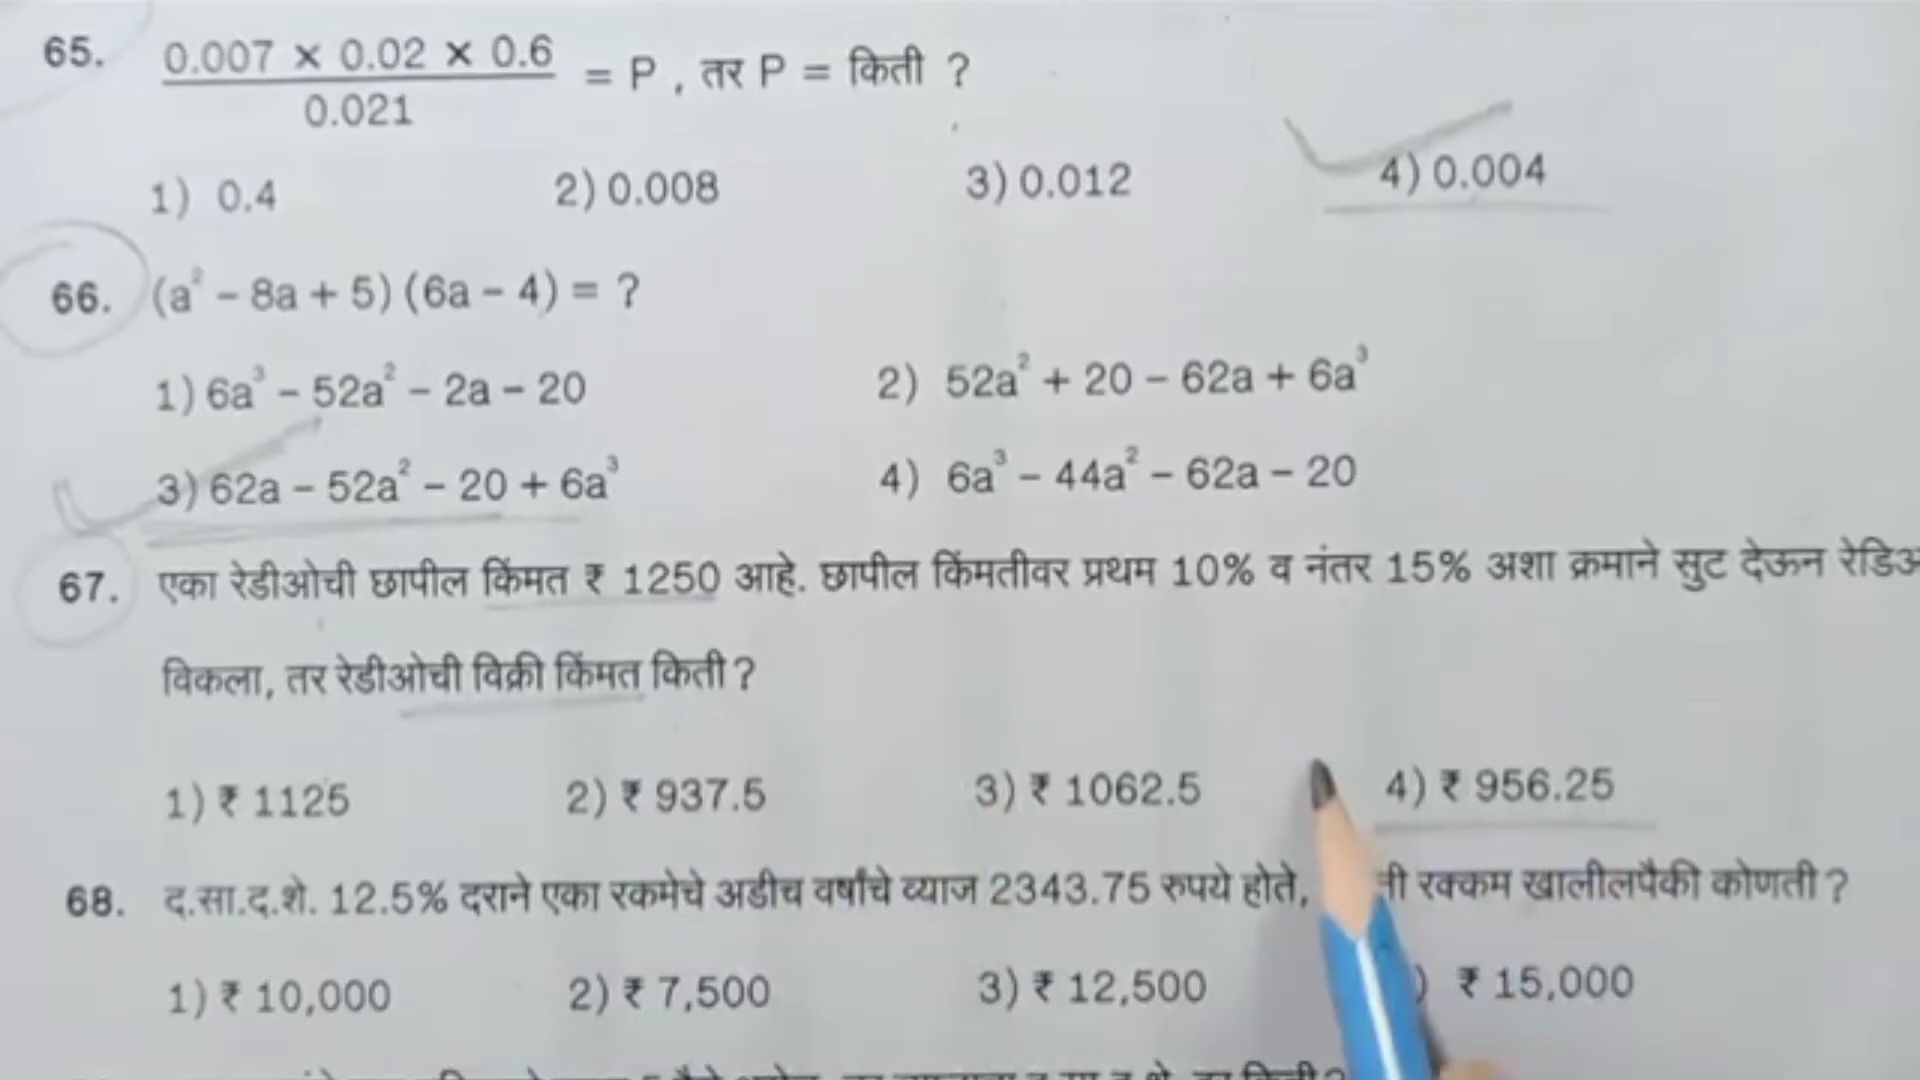 65. 0.007 × 0.02 × 0.6 / 0.021 = P , तर P = किती ?
1) 0.4 2) 0.008 3) 0.012 4) 0.004
66. (a² – 8a + 5) (6a – 4) = ?
1) 6a³ – 52a² – 2a – 20 2) 52a² + 20 – 62a + 6a³
3) 62a – 52a² – 20 + 6a³ 4) 6a³ – 44a² – 62a – 20
67. एका रेडीओची छापील किंमत ₹ 1250 आहे. छापील किंमतीवर प्रथम 10% व नंतर 15% अशा क्रमाने सुट देऊन
विकला, तर रेडीओची विक्री किंमत किती ?
1) ₹ 1125 2) ₹ 937.5 3) ₹ 1062.5 4) ₹ 956.25
68. द.सा.द.शे. 12.5% दराने एका रकमेचे अडीच वर्षांचे व्याज 2343.75 रुपये होते, रक्कम खालीलपैकी कोणती ?
1) ₹ 10,000 2) ₹ 7,500 3) ₹ 12,500 ) ₹ 15,000